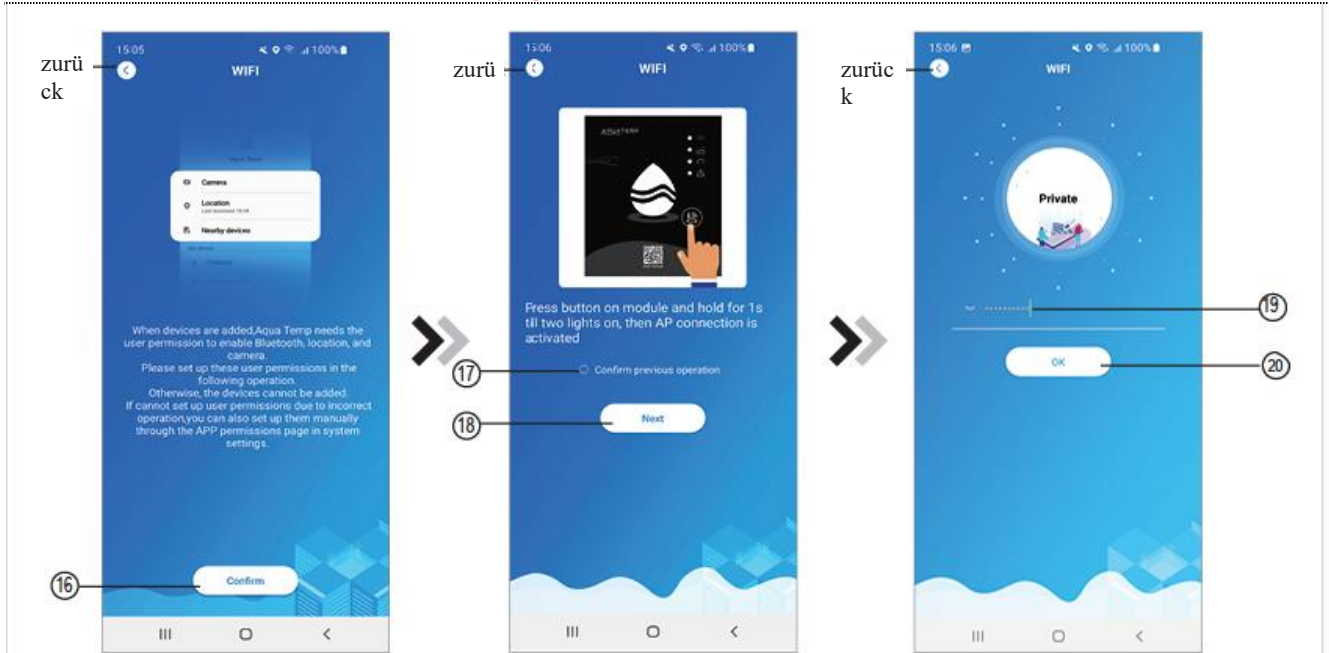 zurü
ck
15:05
100%
WIFI
Camera
Location
Nearby devices
When devices are added,Aqua Temp needs the
user permission to enable Bluetooth, location, and
camera.
Please set up these user permissions in the
following operation.
Otherwise, the devices cannot be added.
If cannot set up user permissions due to incorrect
operation,you can also set up them manually
through the APP permissions page in system
settings.
16
Confirm
zurü
15:06
100%
WIFI
Press button on module and hold for 1s
till two lights on, then AP connection is
activated
17
Confirm previous operation
18
Next
zurüc
k
15:06
100%
WIFI
Private
19
OK
20